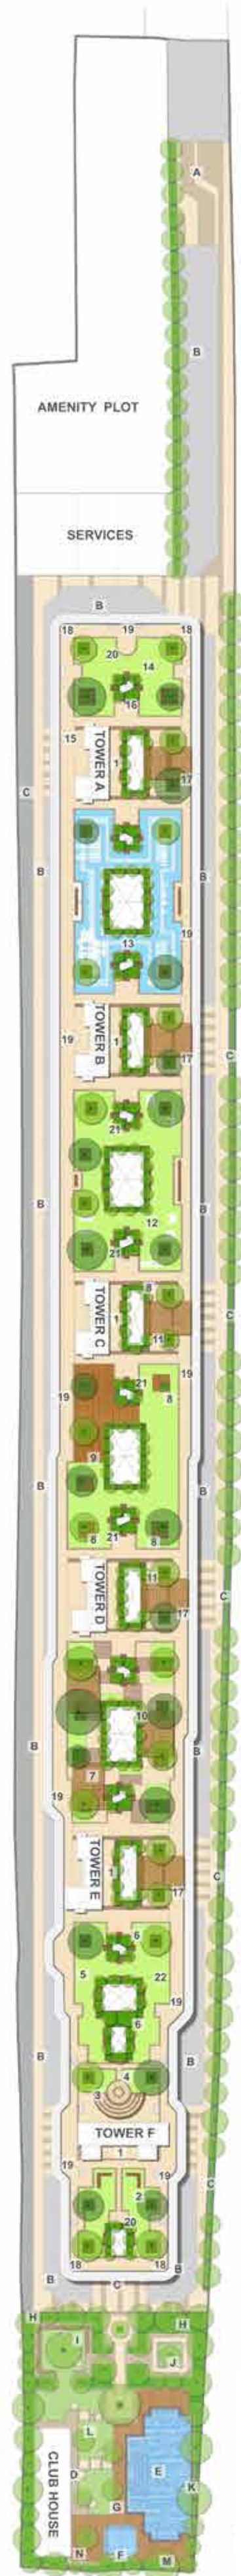 A
B
AMENITY PLOT
SERVICES
B
18 19 18
20
14
16
15
TOWER A
1
17
C
B
B
19
13
TOWER B
1
19
17
C
21
B
B
12
21
TOWER C
8
1
11
C
19
21
19
8
9
B
B
6 21 8
TOWER D
11
1
17
C
10
B
B
7
19
TOWER E
1
17
C
6
5
22
19
6
B
B
4
3
TOWER F
1
19
19
C
2
20
18 18
B
B
C
H
H
I
J
L
E
D
K
G
CLUB HOUSE
N F M